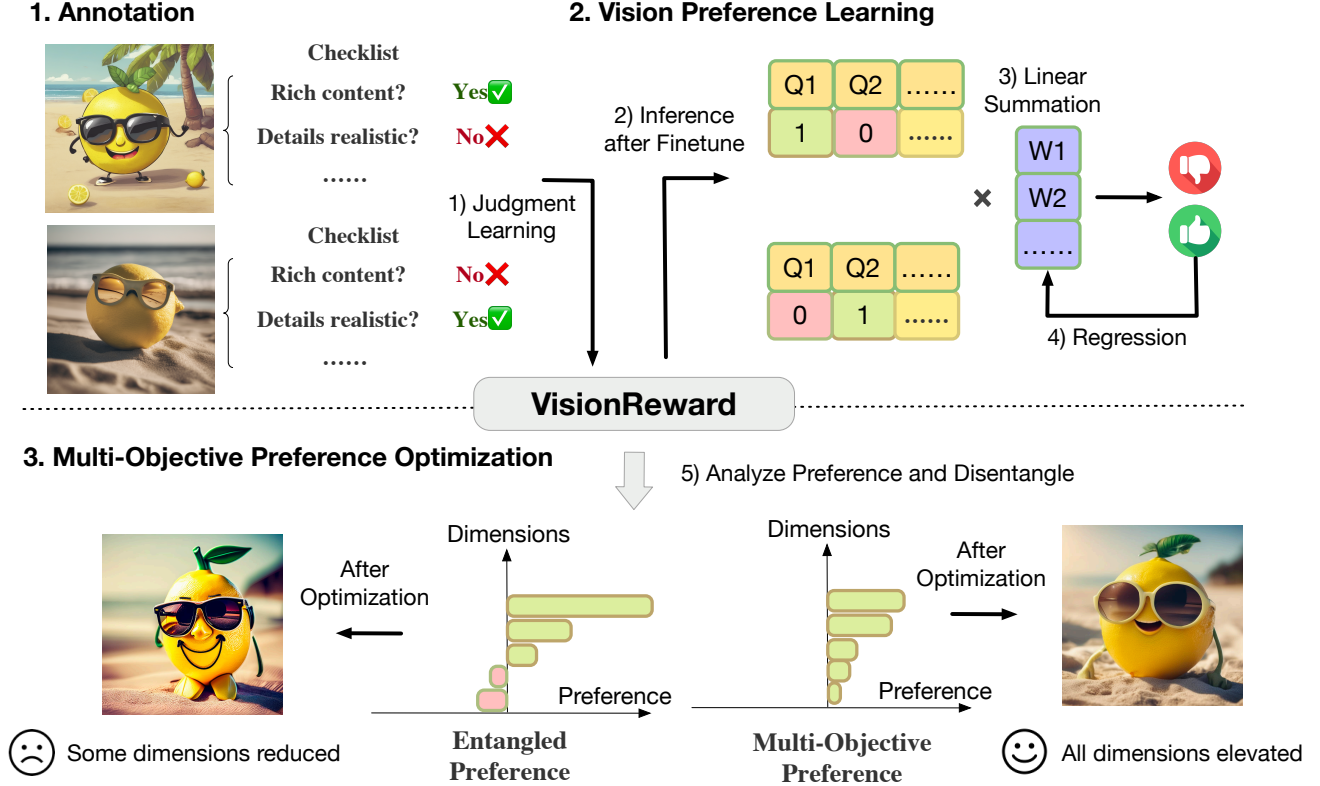 1. Annotation
Checklist
Rich content? Yes✅
Details realistic? No❌
......
Checklist
Rich content? No❌
Details realistic? Yes✅
......
1) Judgment
Learning
2. Vision Preference Learning
2) Inference
after Finetune
Q1 Q2 ......
1 0 ......
Q1 Q2 ......
0 1 ......
×
3) Linear
Summation
W1
W2
......
4) Regression
VisionReward
3. Multi-Objective Preference Optimization
5) Analyze Preference and Disentangle
After
Optimization
Dimensions
Preference
Entangled
Preference
Some dimensions reduced
Dimensions
Preference
Multi-Objective
Preference
After
Optimization
All dimensions elevated